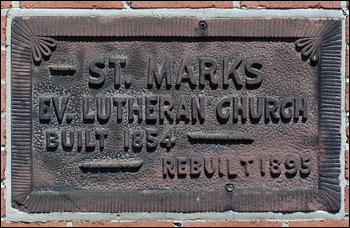 ST. MARKS
EV. LUTHERAN CHURCH
BUILT 1854
REBUILT 1895